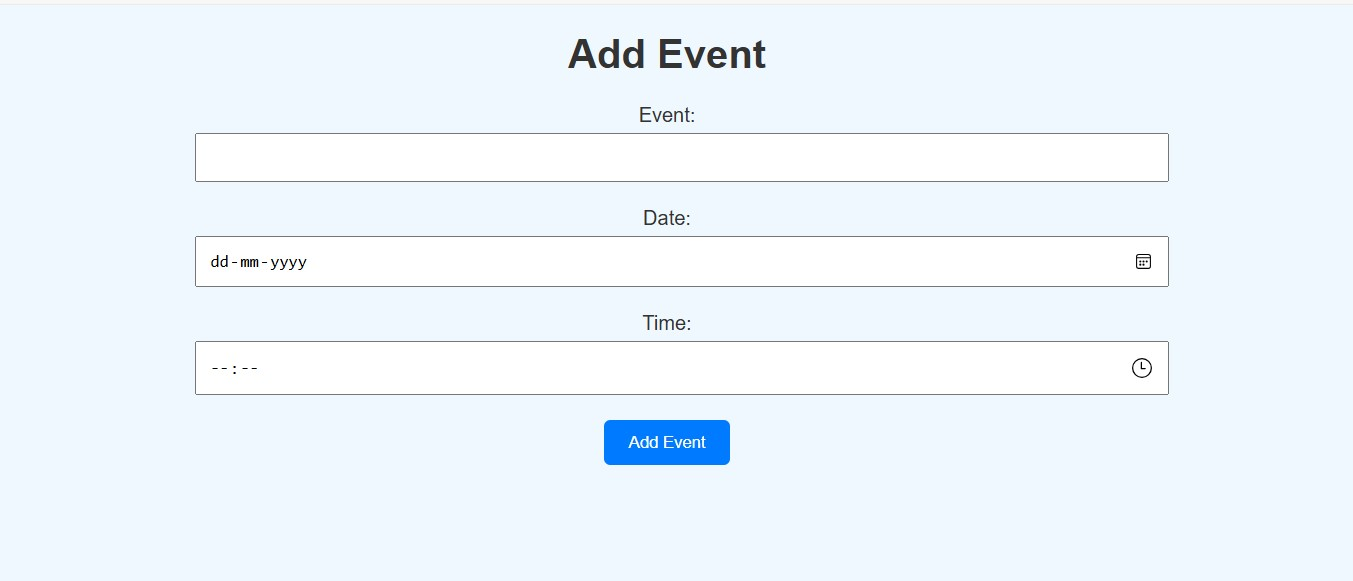 Add Event
Event:
Date:
dd-mm-yyyy
Time:
--:--
Add Event